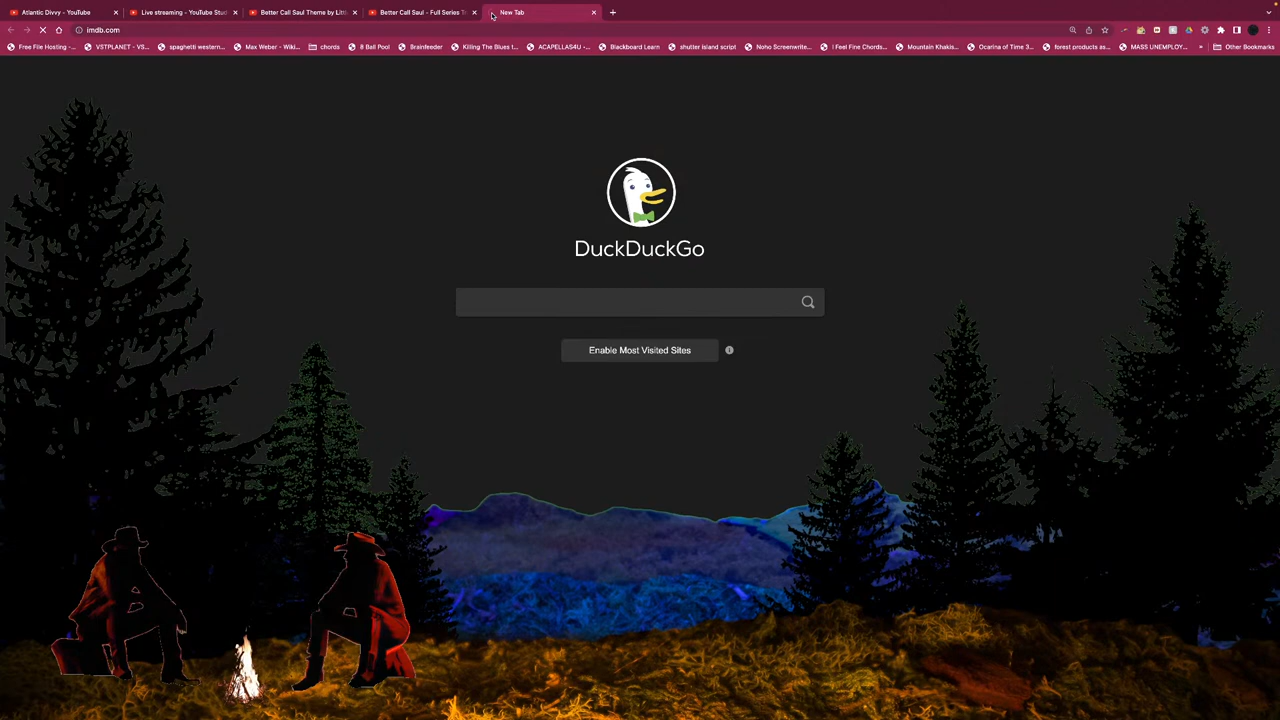 Atlantic Divvy - YouTube
Live streaming - YouTube Stud
Better Call Saul Theme by Littl
Better Call Saul - Full Series Tr
New Tab
imdb.com
Free File Hosting -...
VSTPLANET - VS...
spaghetti western...
Max Weber - Wiki...
chords
8 Ball Pool
Brainfeeder
Killing The Blues t...
ACAPELLAS4U -...
Blackboard Learn
shutter island script
Noho Screenwrite...
I Feel Fine Chords...
Mountain Khakis...
Ocarina of Time 3...
forest products as...
MASS UNEMPLOY...
»
Other Bookmarks
DuckDuckGo
Enable Most Visited Sites